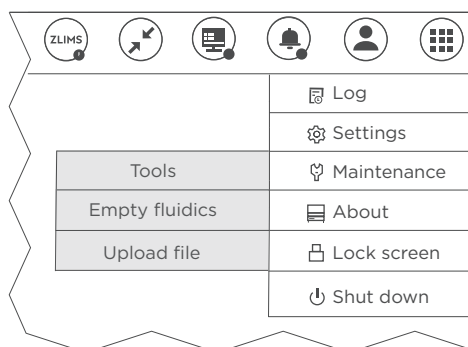 ZLIMS
Log
Settings
Tools
Maintenance
Empty fluidics
About
Upload file
Lock screen
Shut down